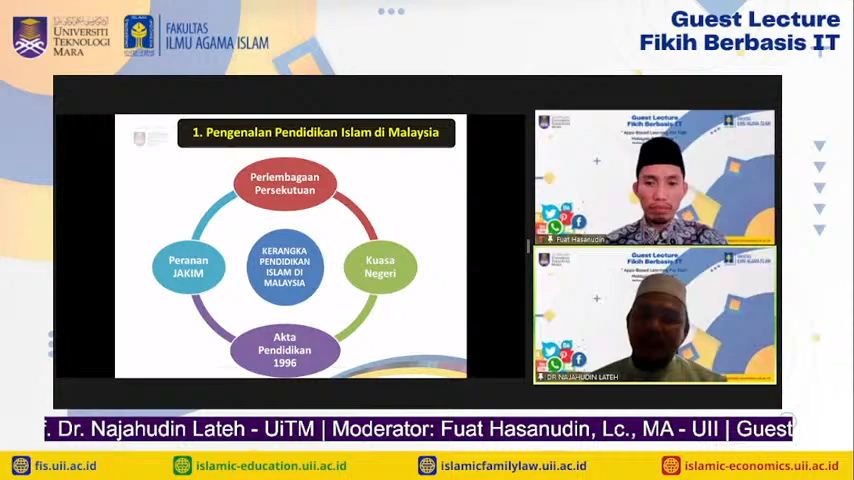 UNIVERSITI
TEKNOLOGI
MARA
FAKULTAS
ILMU AGAMA ISLAM
Guest Lecture
Fikih Berbasis IT
1. Pengenalan Pendidikan Islam di Malaysia
Perlembagaan
Persekutuan
Peranan
JAKIM
KERANGKA
PENDIDIKAN
ISLAM DI
MALAYSIA
Kuasa
Negeri
Akta
Pendidikan
1996
Guest Lecture
Fikih Berbasis IT
Fuat Hasanudin
Guest Lecture
Fikih Berbasis IT
DR NAJAHUDIN LATEH
. Dr. Najahudin Lateh - UiTM | Moderator: Fuat Hasanudin, Lc., MA - UII | Guest
fis.uii.ac.id
islamic-education.uii.ac.id
islamicfamilylaw.uii.ac.id
islamic-economics.uii.ac.id